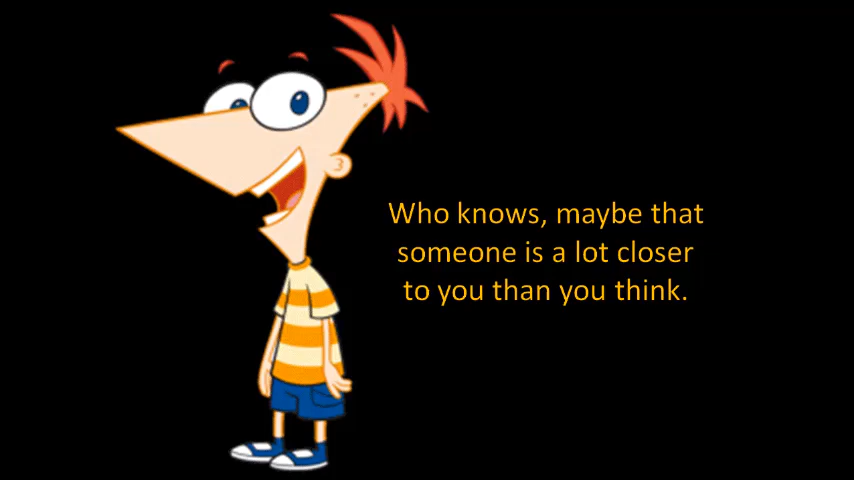 Who knows, maybe that
someone is a lot closer
to you than you think.